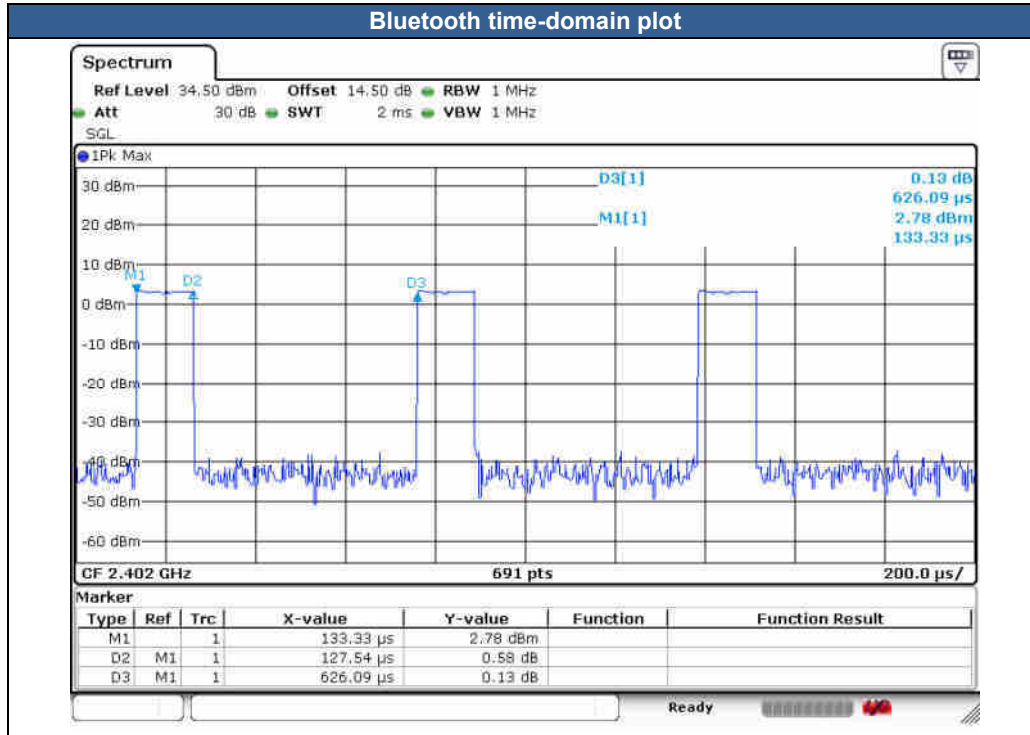 Bluetooth time-domain plot
Spectrum
Ref Level 34.50 dBm Offset 14.50 dB RBW 1 MHz
Att 30 dB SWT 2 ms VBW 1 MHz
SGL
1Pk Max
D3[1] 0.13 dB
626.09 µs
M1[1] 2.78 dBm
133.33 µs
30 dBm
20 dBm
10 dBm
M1 D2 D3
0 dBm
-10 dBm
-20 dBm
-30 dBm
-40 dBm
-50 dBm
-60 dBm
CF 2.402 GHz 691 pts 200.0 µs/
Marker
Type Ref Trc X-value Y-value Function Function Result
M1 1 133.33 µs 2.78 dBm
D2 M1 1 127.54 µs 0.58 dB
D3 M1 1 626.09 µs 0.13 dB
Ready